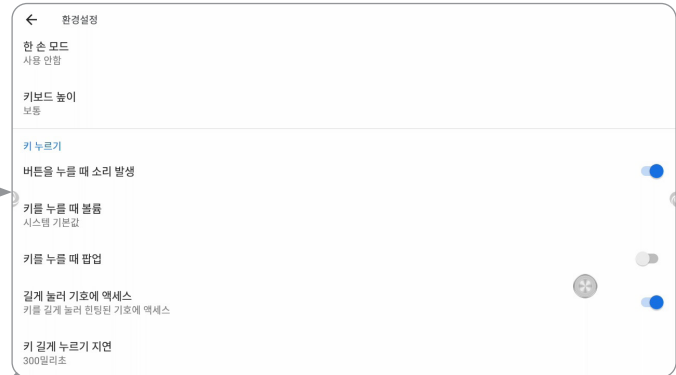 환경설정
한 손 모드
사용 안함
키보드 높이
보통
키 누르기
버튼을 누를 때 소리 발생
키를 누를 때 볼륨
시스템 기본값
키를 누를 때 팝업
길게 눌러 기호에 액세스
키를 길게 눌러 힌팅된 기호에 액세스
키 길게 누르기 지연
300밀리초